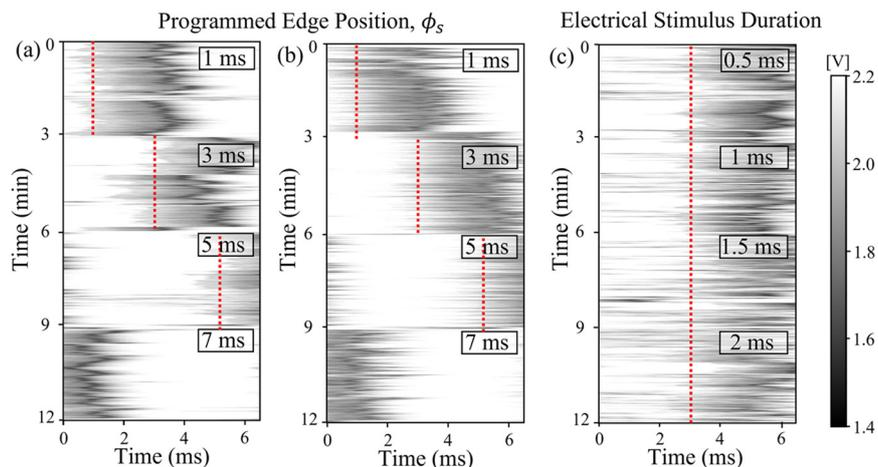 Programmed Edge Position, ϕₛ
Electrical Stimulus Duration
(a)
0
3
6
9
12
Time (min)
1 ms
3 ms
5 ms
7 ms
0 2 4 6
Time (ms)
(b)
0
3
6
9
12
Time (min)
1 ms
3 ms
5 ms
7 ms
0 2 4 6
Time (ms)
(c)
0
3
6
9
12
Time (min)
0.5 ms
1 ms
1.5 ms
2 ms
0 2 4 6
Time (ms)
[V]
2.2
2.0
1.8
1.6
1.4